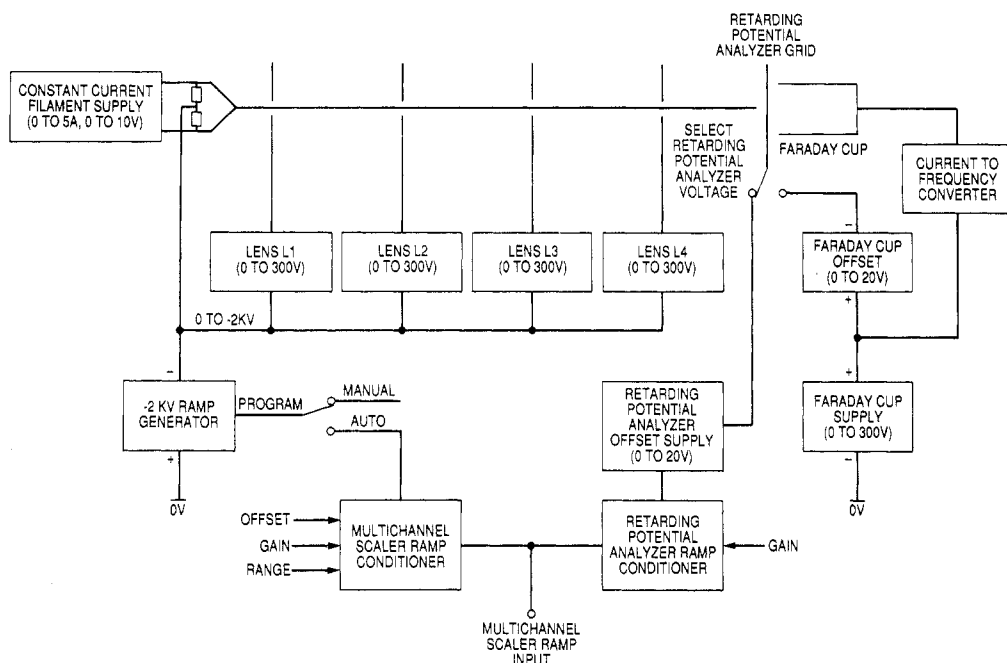 RETARDING
POTENTIAL
ANALYZER GRID
CONSTANT CURRENT
FILAMENT SUPPLY
(0 TO 5A, 0 TO 10V)
SELECT
RETARDING
POTENTIAL
ANALYZER
VOLTAGE
FARADAY CUP
CURRENT TO
FREQUENCY
CONVERTER
LENS L1
(0 TO 300V)
LENS L2
(0 TO 300V)
LENS L3
(0 TO 300V)
LENS L4
(0 TO 300V)
-
FARADAY CUP
OFFSET
(0 TO 20V)
+
0 TO -2KV
-
-2 KV RAMP
GENERATOR
+
0V
PROGRAM
MANUAL
AUTO
RETARDING
POTENTIAL
ANALYZER
OFFSET SUPPLY
(0 TO 20V)
+
FARADAY CUP
SUPPLY
(0 TO 300V)
-
0V
OFFSET
GAIN
RANGE
MULTICHANNEL
SCALER RAMP
CONDITIONER
RETARDING
POTENTIAL
ANALYZER RAMP
CONDITIONER
GAIN
MULTICHANNEL
SCALER RAMP
INPUT